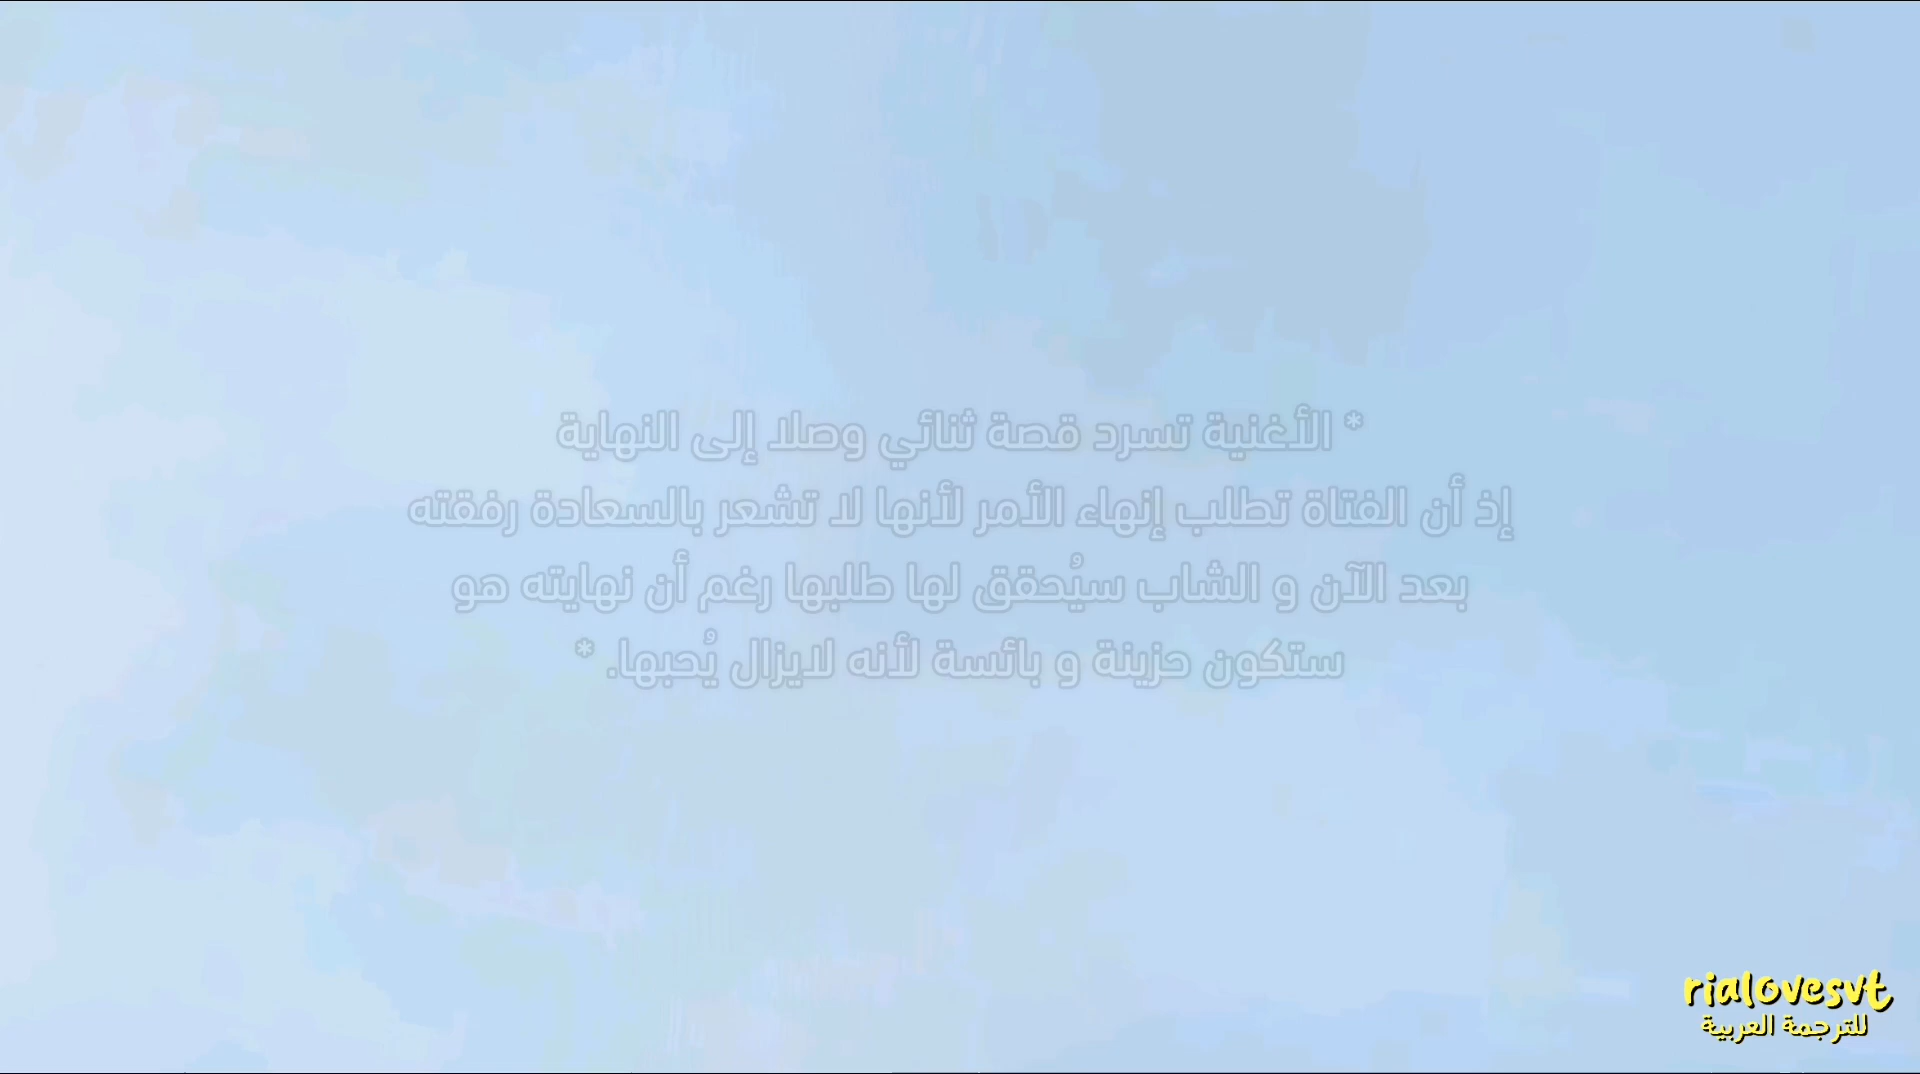 * الأغنية تسرد قصة ثنائي وصلا إلى النهاية
إذ أن الفتاة تطلب إنهاء الأمر لأنها لا تشعر بالسعادة رفقته
بعد الآن و الشاب سيُحقق لها طلبها رغم أن نهايته هو
ستكون حزينة و بائسة لأنه لايزال يُحبها. *
rialovesvt
للترجمة العربية